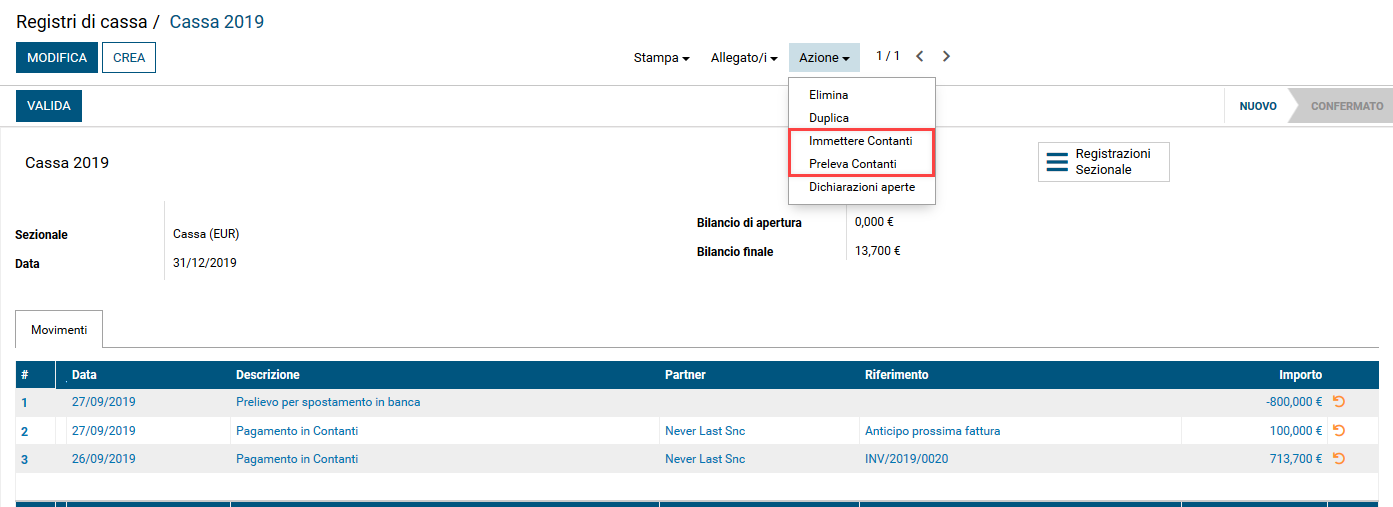 Registri di cassa / Cassa 2019
MODIFICA CREA Stampa Allegato/i Azione 1 / 1
VALIDA Elimina NUOVO CONFERMATO
Duplica
Immettere Contanti
Preleva Contanti
Dichiarazioni aperte
Cassa 2019 Registrazioni
Sezionale
Sezionale Cassa (EUR) Bilancio di apertura 0,000 €
Data 31/12/2019 Bilancio finale 13,700 €
Movimenti
# Data Descrizione Partner Riferimento Importo
1 27/09/2019 Prelievo per spostamento in banca -800,000 €
2 27/09/2019 Pagamento in Contanti Never Last Snc Anticipo prossima fattura 100,000 €
3 26/09/2019 Pagamento in Contanti Never Last Snc INV/2019/0020 713,700 €